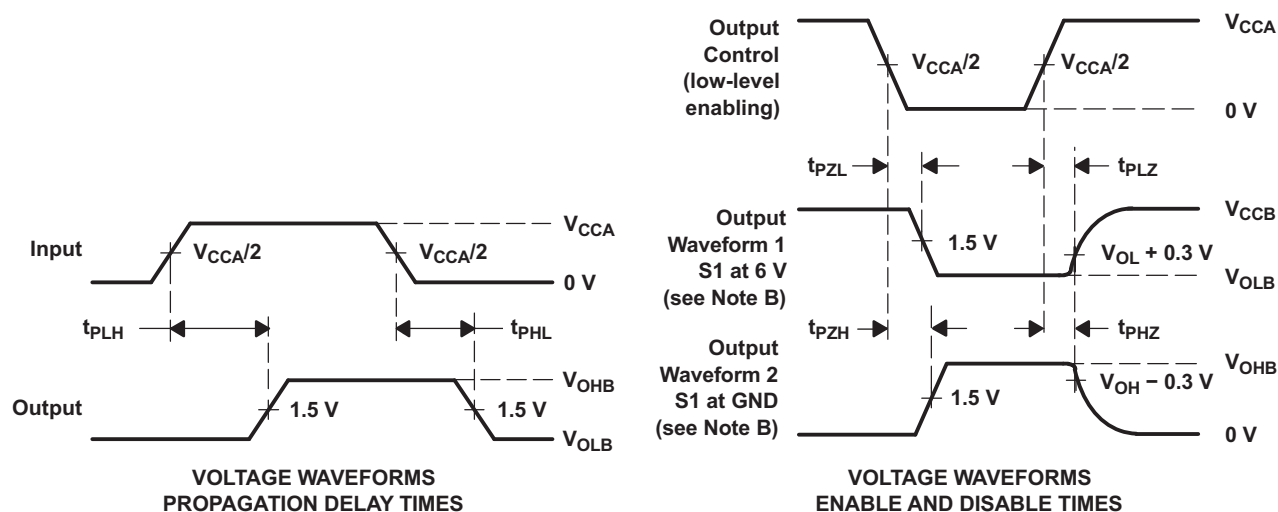 Input
V_CCA/2
V_CCA/2
V_CCA
0 V
t_PLH
t_PHL
Output
1.5 V
1.5 V
V_OHB
V_OLB
VOLTAGE WAVEFORMS
PROPAGATION DELAY TIMES
Output
Control
(low-level
enabling)
V_CCA/2
V_CCA/2
V_CCA
0 V
t_PZL
t_PLZ
Output
Waveform 1
S1 at 6 V
(see Note B)
1.5 V
V_CCB
V_OL + 0.3 V
V_OLB
t_PZH
t_PHZ
Output
Waveform 2
S1 at GND
(see Note B)
1.5 V
V_OHB
V_OH − 0.3 V
0 V
VOLTAGE WAVEFORMS
ENABLE AND DISABLE TIMES